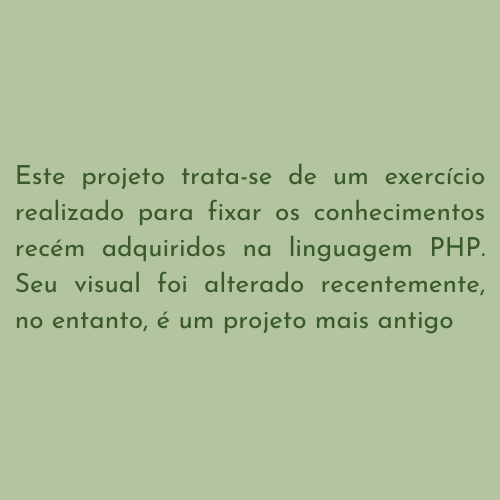 Este projeto trata-se de um exercício
realizado para fixar os conhecimentos
recém adquiridos na linguagem PHP.
Seu visual foi alterado recentemente,
no entanto, é um projeto mais antigo